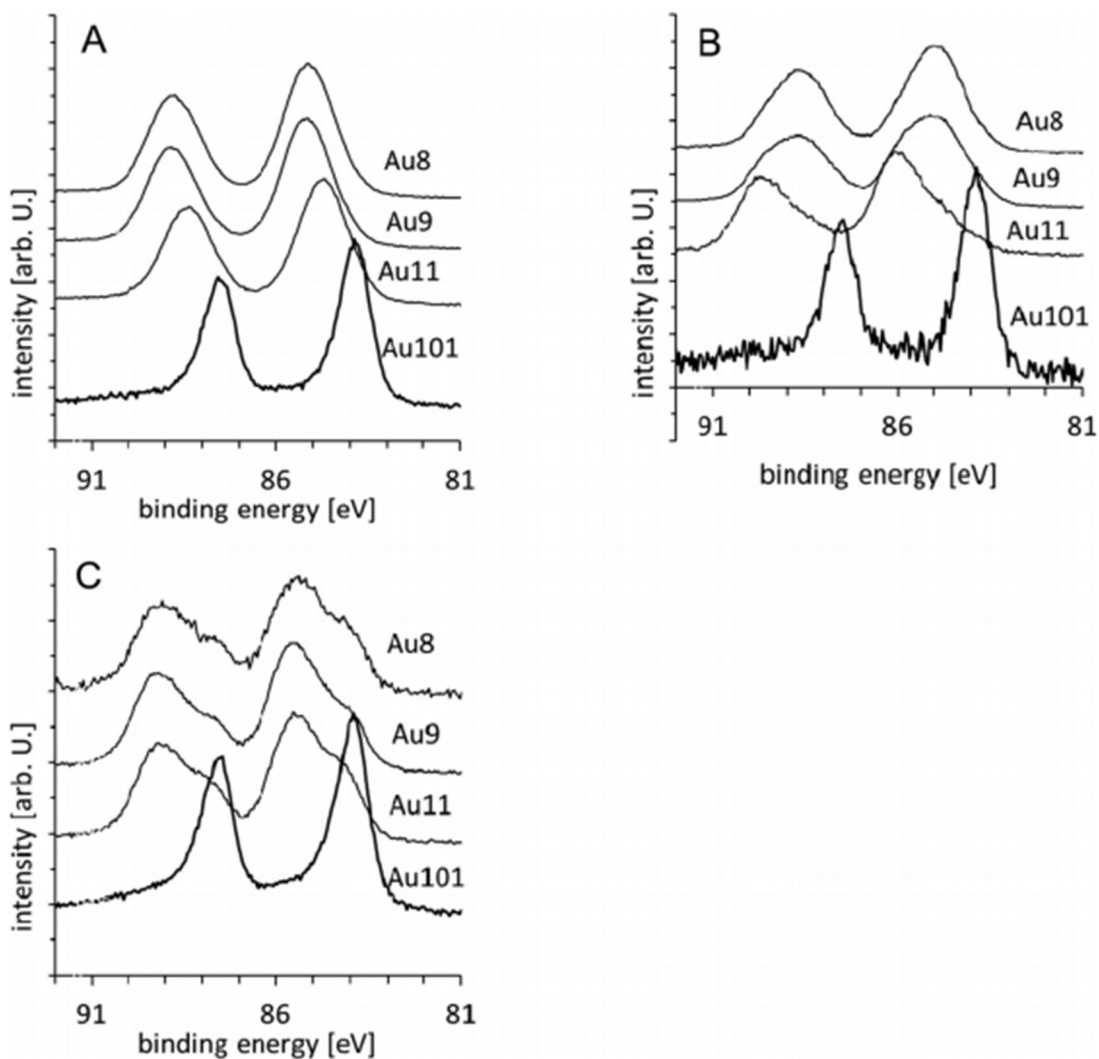 A
Au8
Au9
Au11
Au101
intensity [arb. U.]
91 86 81
binding energy [eV]
B
Au8
Au9
Au11
Au101
intensity [arb. U.]
91 86 81
binding energy [eV]
C
Au8
Au9
Au11
Au101
intensity [arb. U.]
91 86 81
binding energy [eV]